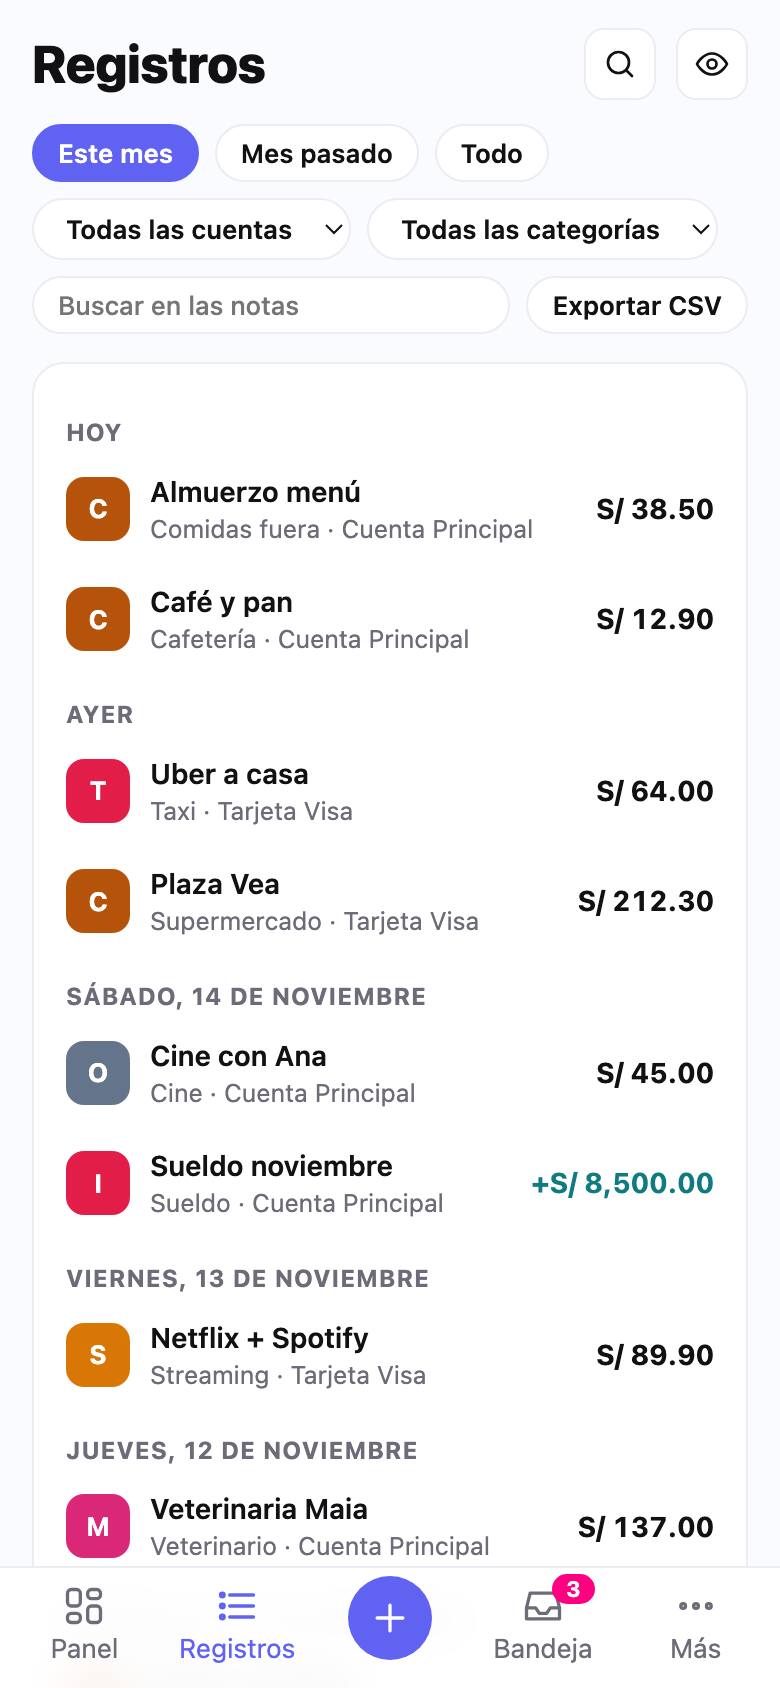 Registros
Este mes
Mes pasado
Todo
Todas las cuentas
Todas las categorías
Buscar en las notas
Exportar CSV
HOY
C
Almuerzo menú
Comidas fuera · Cuenta Principal
S/ 38.50
C
Café y pan
Cafetería · Cuenta Principal
S/ 12.90
AYER
T
Uber a casa
Taxi · Tarjeta Visa
S/ 64.00
C
Plaza Vea
Supermercado · Tarjeta Visa
S/ 212.30
SÁBADO, 14 DE NOVIEMBRE
O
Cine con Ana
Cine · Cuenta Principal
S/ 45.00
I
Sueldo noviembre
Sueldo · Cuenta Principal
+S/ 8,500.00
VIERNES, 13 DE NOVIEMBRE
S
Netflix + Spotify
Streaming · Tarjeta Visa
S/ 89.90
JUEVES, 12 DE NOVIEMBRE
M
Veterinaria Maia
Veterinario · Cuenta Principal
S/ 137.00
Panel
Registros
3
Bandeja
Más